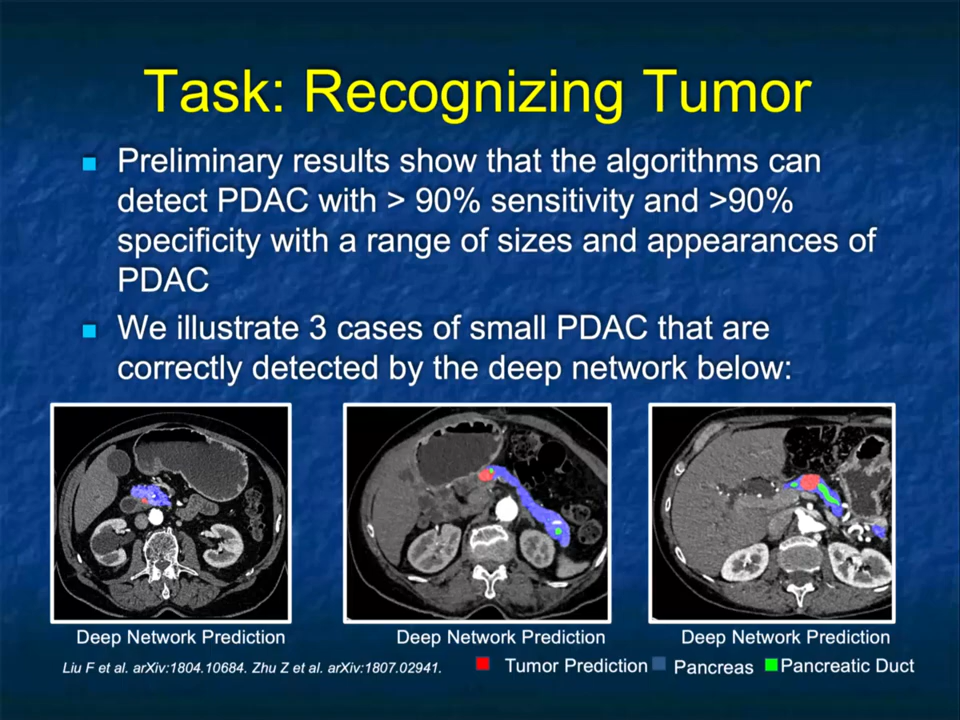 Task: Recognizing Tumor
Preliminary results show that the algorithms can
detect PDAC with > 90% sensitivity and >90%
specificity with a range of sizes and appearances of
PDAC
We illustrate 3 cases of small PDAC that are
correctly detected by the deep network below:
Deep Network Prediction
Deep Network Prediction
Deep Network Prediction
Liu F et al. arXiv:1804.10684. Zhu Z et al. arXiv:1807.02941.
Tumor Prediction Pancreas Pancreatic Duct